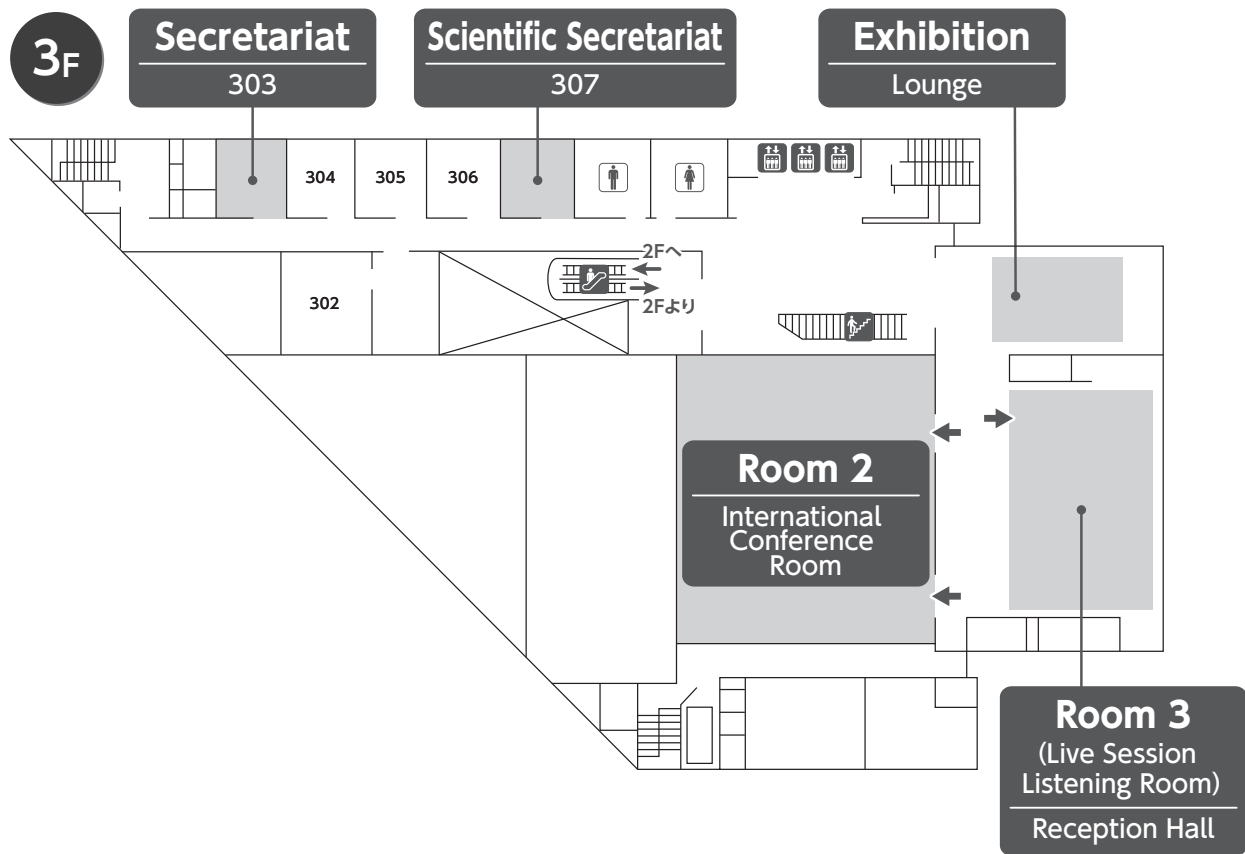 3F
Secretariat
303
Scientific Secretariat
307
Exhibition
Lounge
304
305
306
2Fへ
2Fより
302
Room 2
International
Conference
Room
Room 3
(Live Session
Listening Room)
Reception Hall